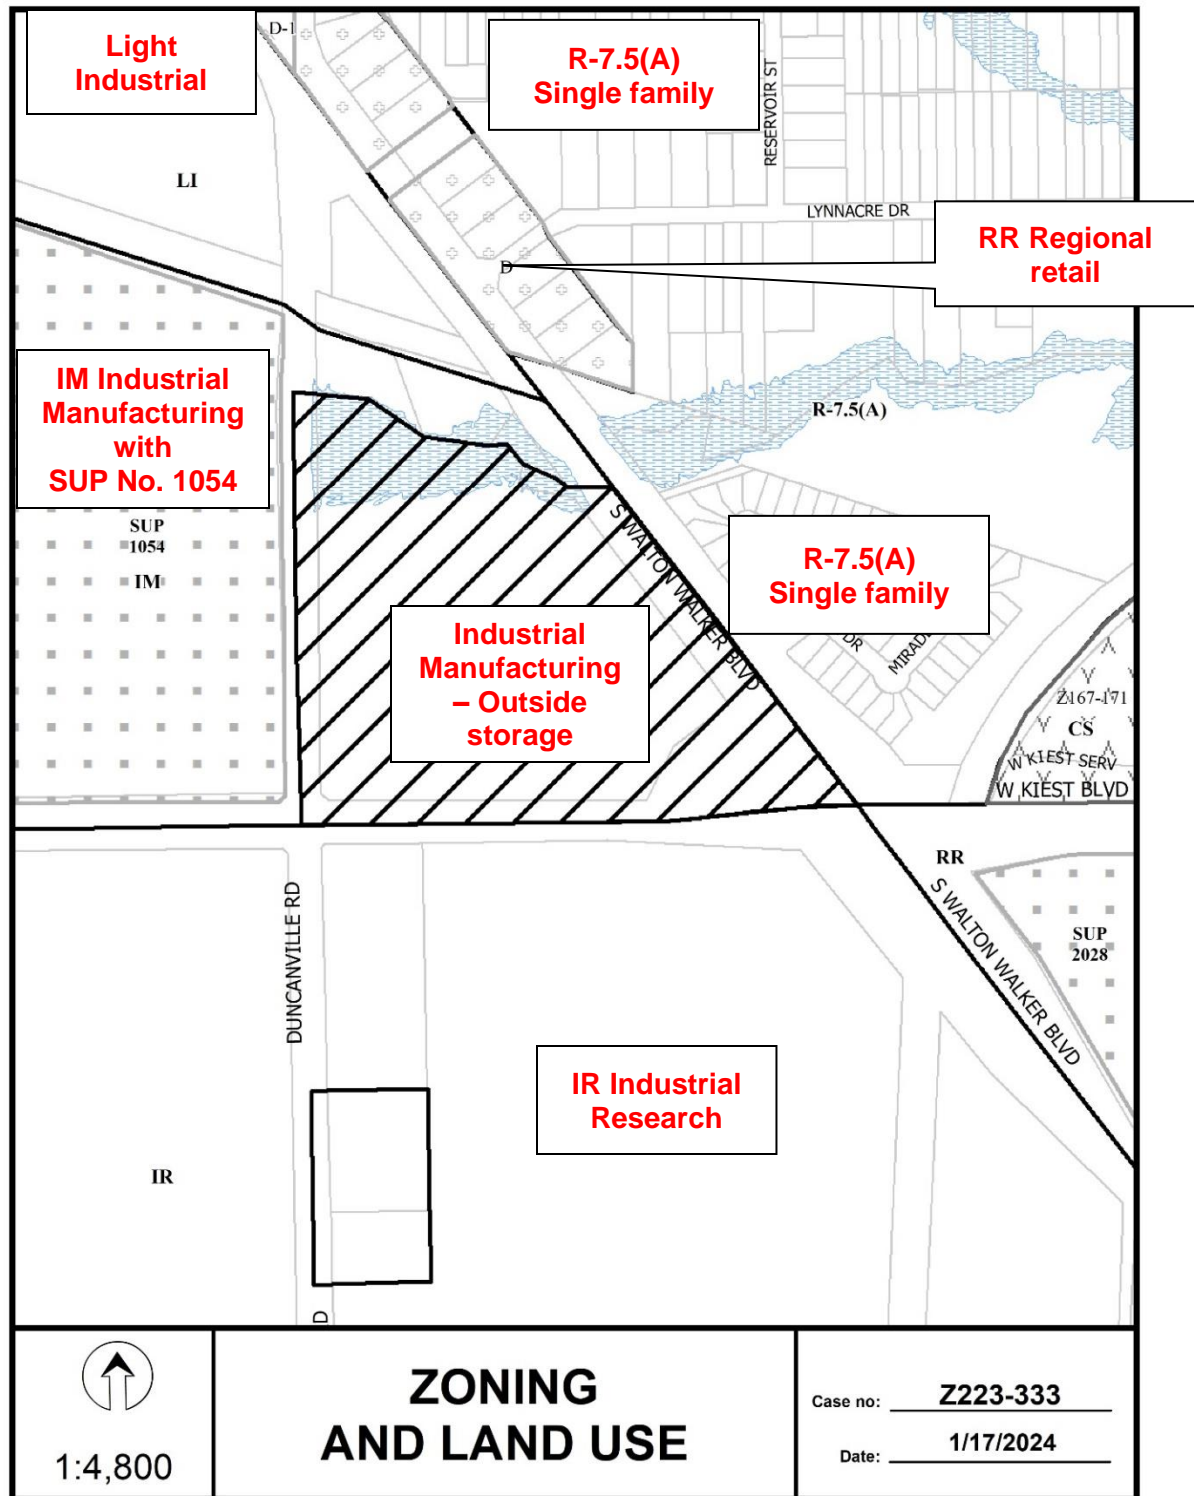 D-1
Light
Industrial
R-7.5(A)
Single family
RESERVOIR ST
LI
LYNNACRE DR
RR Regional
retail
D
IM Industrial
Manufacturing
with
SUP No. 1054
R-7.5(A)
SUP
1054
IM
S WALTON WALKER BLVD
R-7.5(A)
Single family
DR
Industrial
Manufacturing
– Outside
storage
Z167-171
CS
W KIEST SERV
W KIEST BLVD
RR
S WALTON WALKER BLVD
DUNCANVILLE RD
SUP
2028
IR Industrial
Research
IR
D
1:4,800
ZONING
AND LAND USE
Case no: Z223-333
Date: 1/17/2024